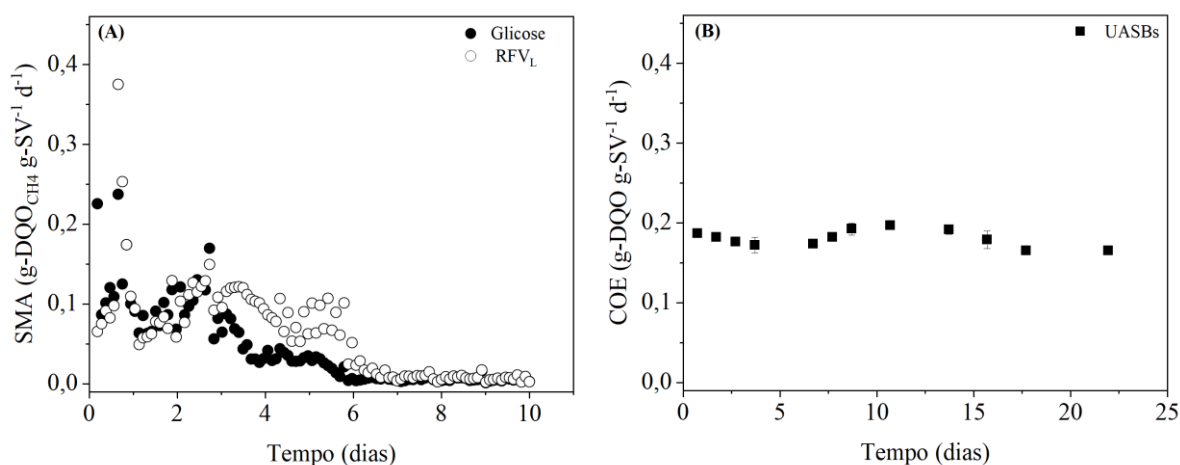 (A)
Glicose
RFV_L
SMA (g-DQO_CH4 g-SV^-1 d^-1)
0,4
0,3
0,2
0,1
0,0
0 2 4 6 8 10
Tempo (dias)
(B)
UASBs
COE (g-DQO g-SV^-1 d^-1)
0,4
0,3
0,2
0,1
0,0
0 5 10 15 20 25
Tempo (dias)